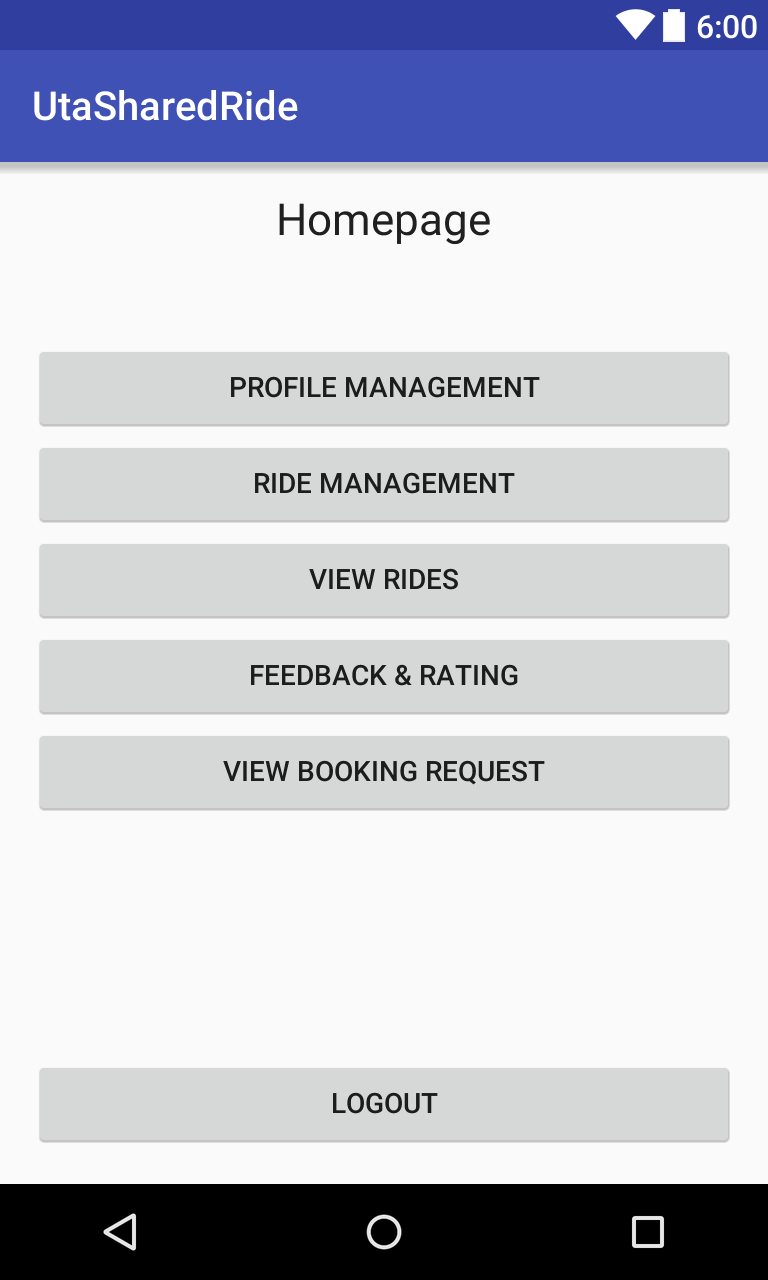 6:00
UtaSharedRide
Homepage
PROFILE MANAGEMENT
RIDE MANAGEMENT
VIEW RIDES
FEEDBACK & RATING
VIEW BOOKING REQUEST
LOGOUT